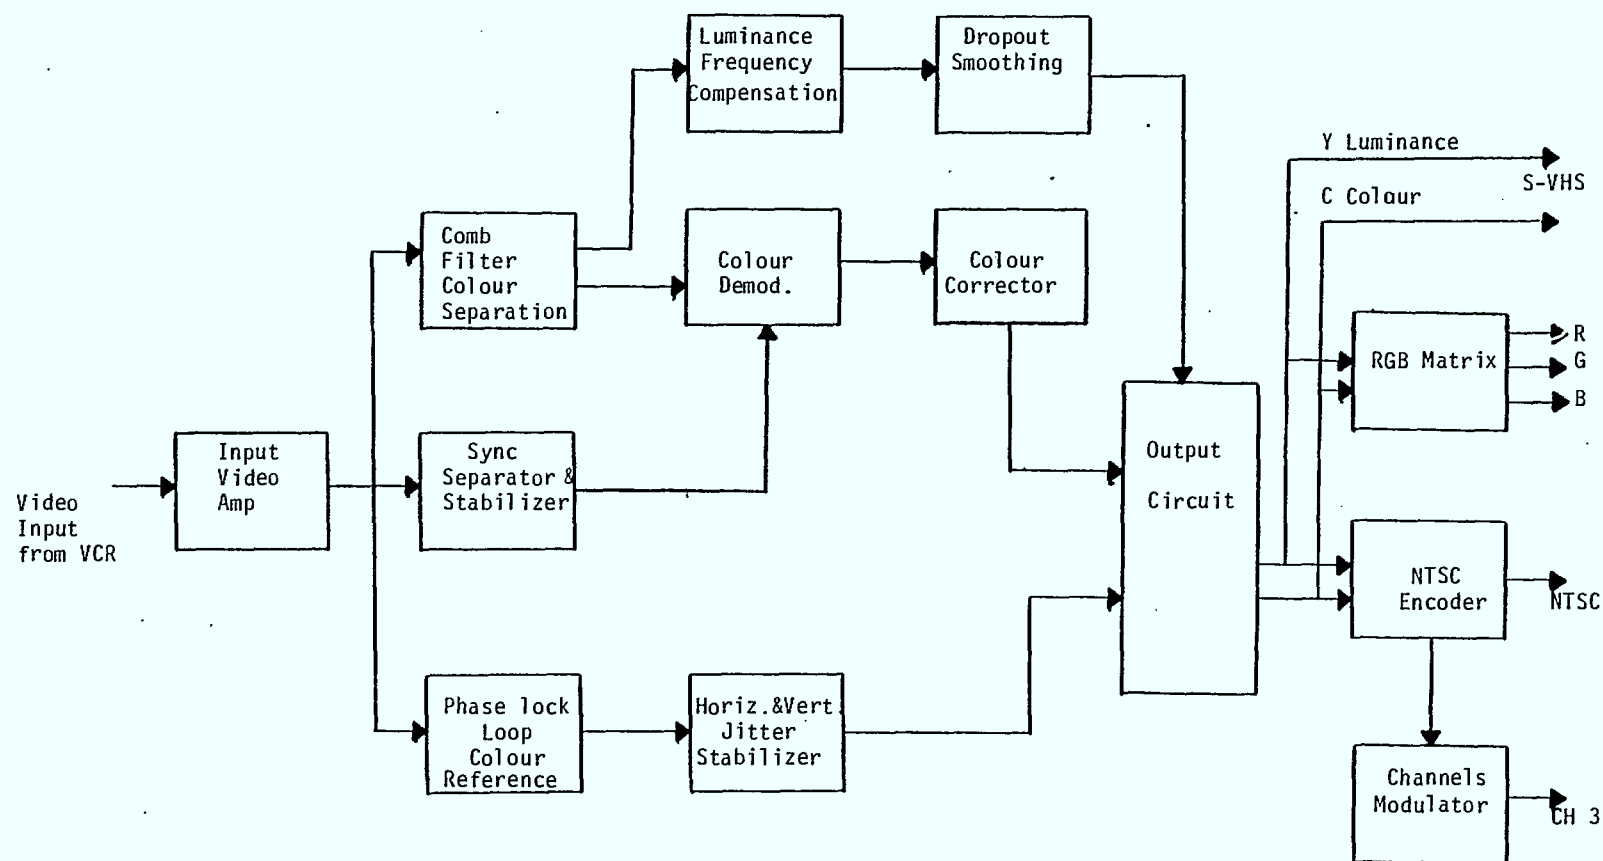 Luminance
Frequency
Compensation
Dropout
Smoothing
Y Luminance
S-VHS
C Colour
Comb
Filter
Colour
Separation
Colour
Demod.
Colour
Corrector
RGB Matrix
R
G
B
Input
Video
Amp
Sync
Separator &
Stabilizer
Output
Circuit
Video
Input
from VCR
NTSC
Encoder
NTSC
Phase lock
Loop
Colour
Reference
Horiz.&Vert.
Jitter
Stabilizer
Channels
Modulator
CH 3